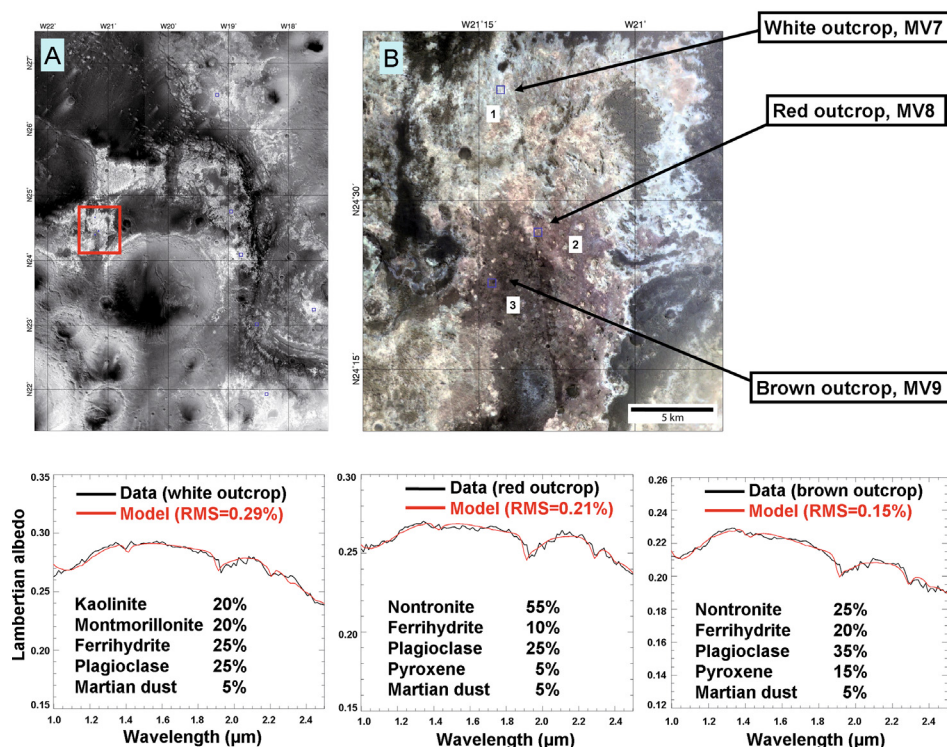 W22° W21° W20° W19° W18°
A
N27°
N26°
N25°
N24°
N23°
N22°
W21°15' W21°
B
N24°30'
N24°15'
1
2
3
5 km
White outcrop, MV7
Red outcrop, MV8
Brown outcrop, MV9
Lambertian albedo
0.35
0.30
0.25
0.20
0.15
Data (white outcrop)
Model (RMS=0.29%)
Kaolinite 20%
Montmorillonite 20%
Ferrihydrite 25%
Plagioclase 25%
Martian dust 5%
1.0 1.2 1.4 1.6 1.8 2.0 2.2 2.4
Wavelength (µm)
0.30
0.25
0.20
0.15
Data (red outcrop)
Model (RMS=0.21%)
Nontronite 55%
Ferrihydrite 10%
Plagioclase 25%
Pyroxene 5%
Martian dust 5%
1.0 1.2 1.4 1.6 1.8 2.0 2.2 2.4
Wavelength (µm)
0.26
0.24
0.22
0.20
0.18
0.16
0.14
Data (brown outcrop)
Model (RMS=0.15%)
Nontronite 25%
Ferrihydrite 20%
Plagioclase 35%
Pyroxene 15%
Martian dust 5%
1.0 1.2 1.4 1.6 1.8 2.0 2.2 2.4
Wavelength (µm)